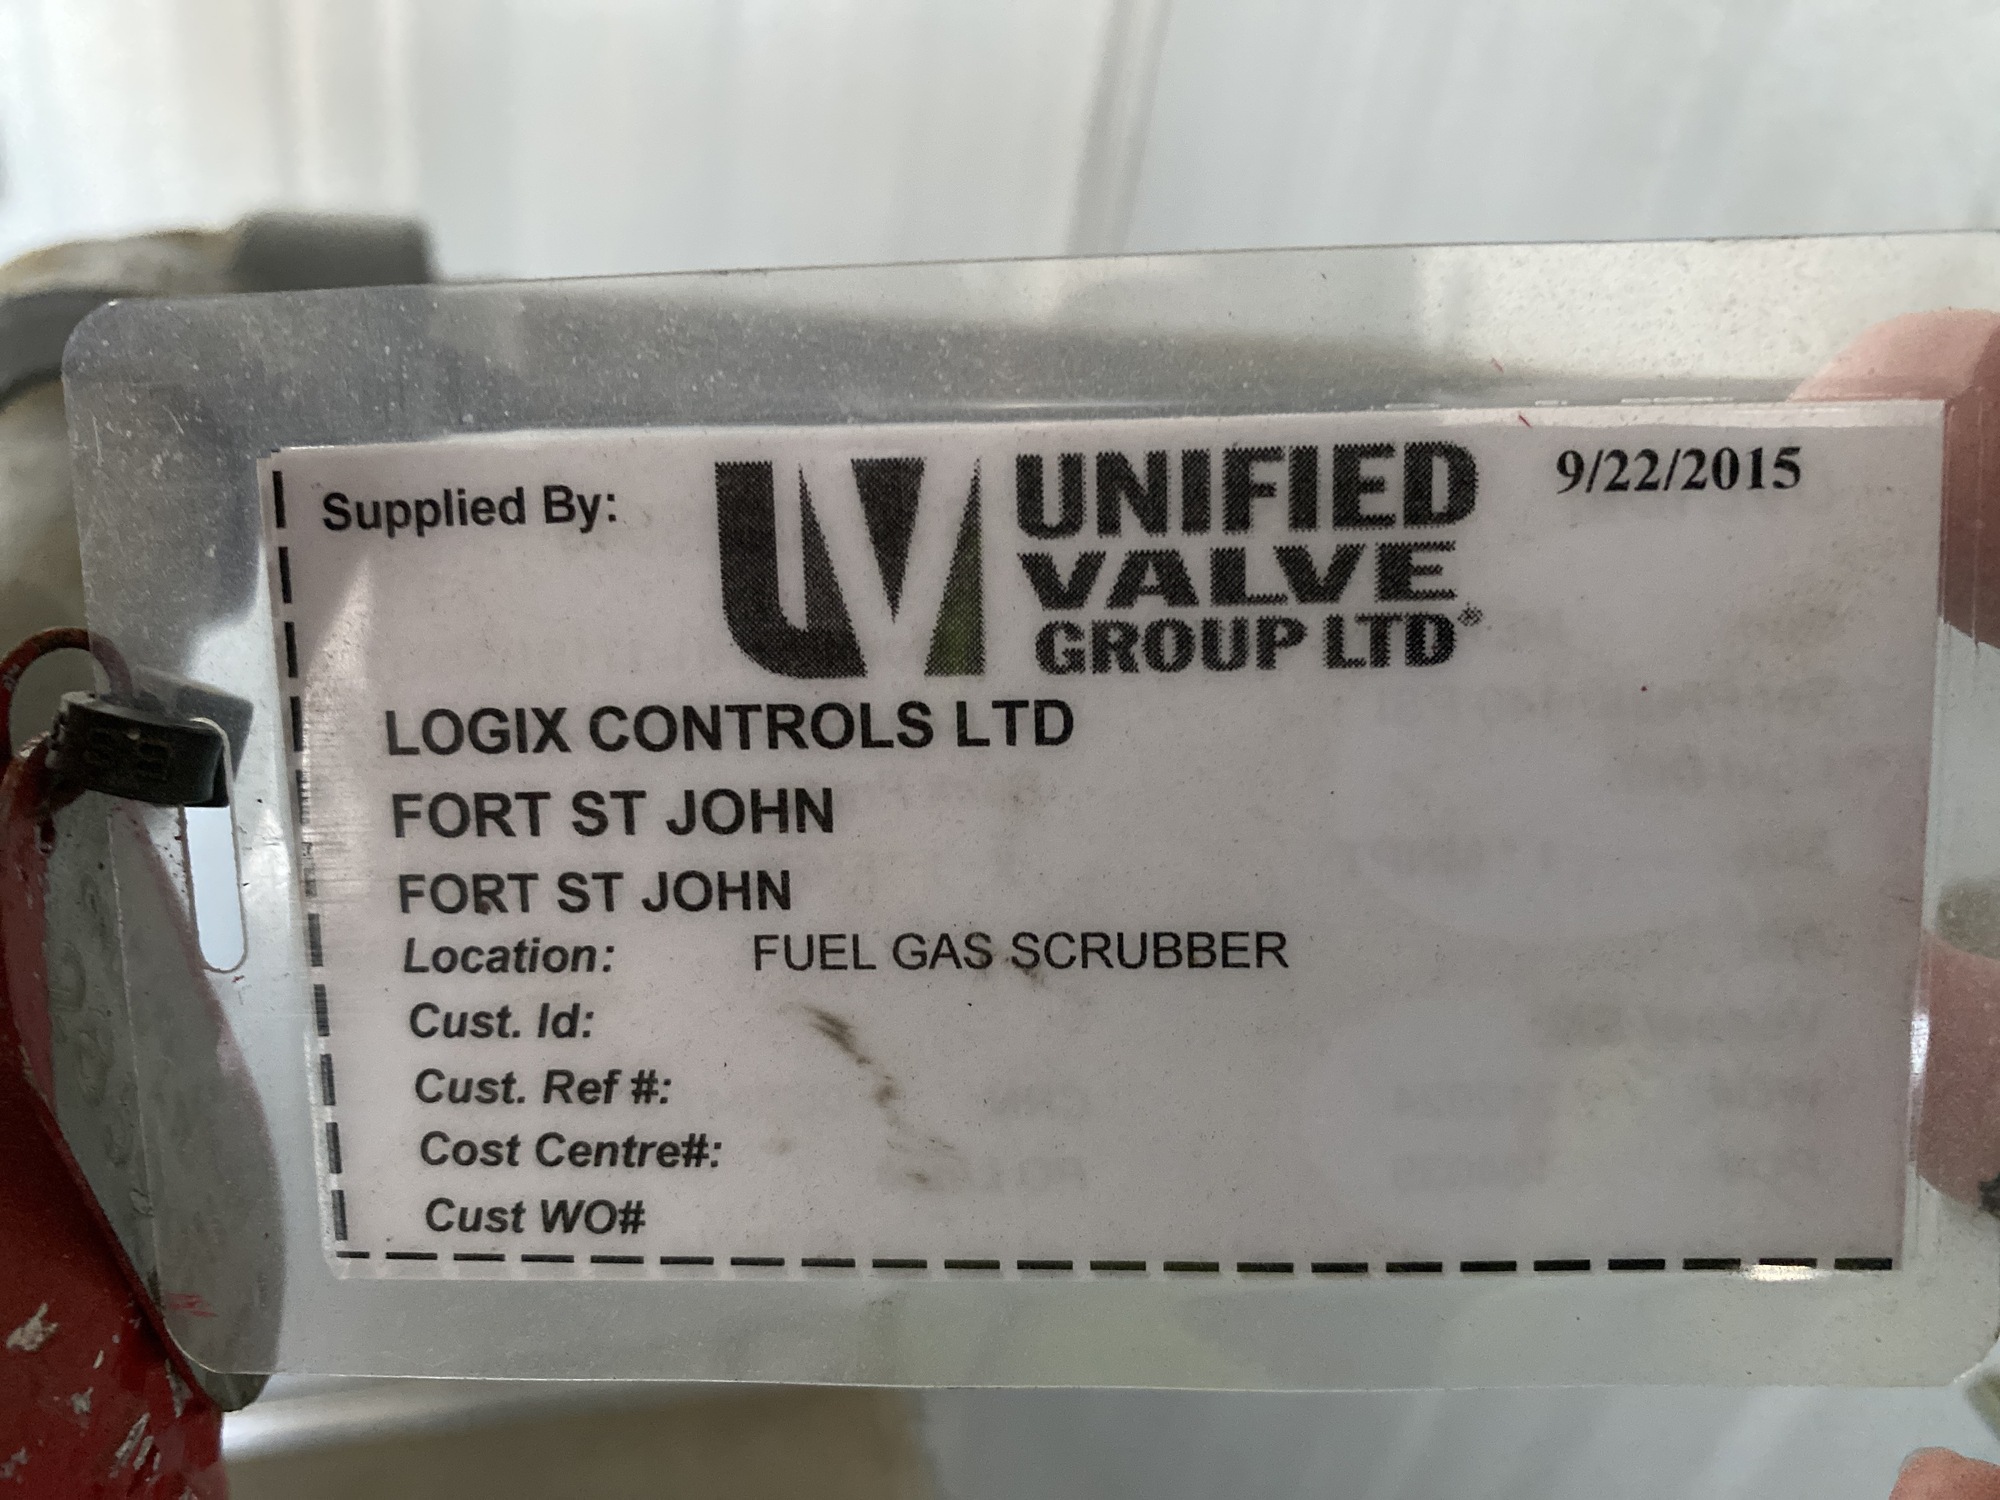 Supplied By:
UV UNIFIED
VALVE
GROUP LTD
9/22/2015
LOGIX CONTROLS LTD
FORT ST JOHN
FORT ST JOHN
Location: FUEL GAS SCRUBBER
Cust. Id:
Cust. Ref #:
Cost Centre#:
Cust WO#